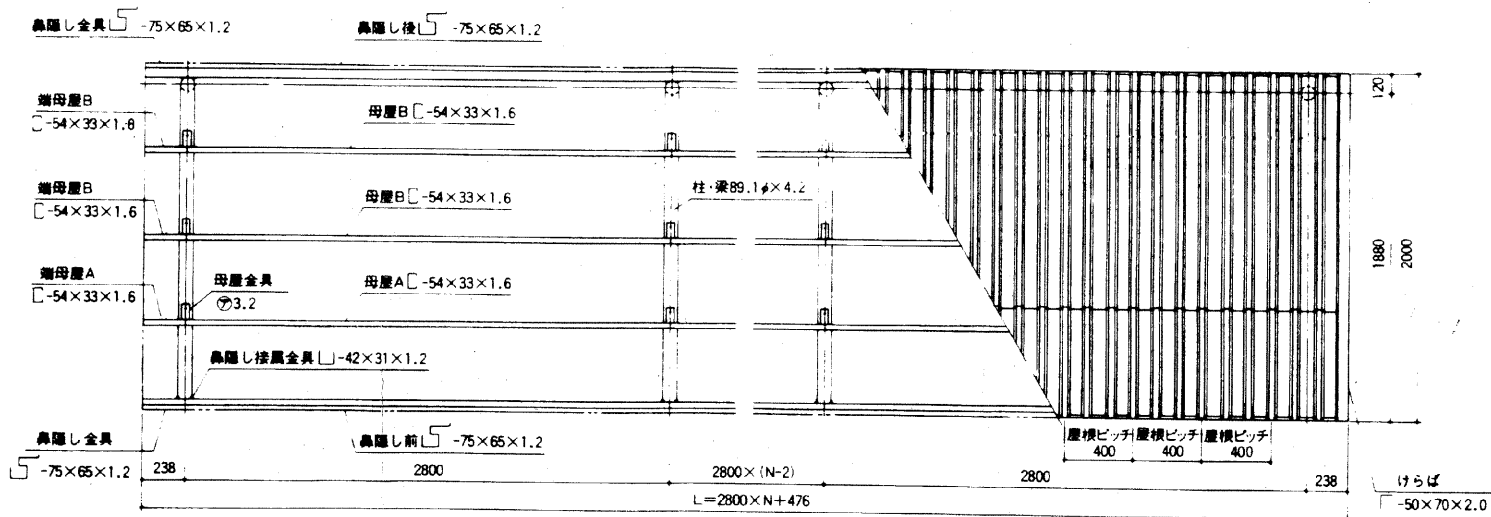 鼻隠し金具 -75×65×1.2
鼻隠し後 -75×65×1.2
端母屋B
-54×33×1.6
母屋B -54×33×1.6
120
端母屋B
-54×33×1.6
母屋B -54×33×1.6
柱・梁89.1φ×4.2
1880
2000
端母屋A
-54×33×1.6
母屋金具
㋐3.2
母屋A -54×33×1.6
鼻隠し接属金具 -42×31×1.2
鼻隠し金具
-75×65×1.2
鼻隠し前 -75×65×1.2
屋根ピッチ 屋根ピッチ 屋根ピッチ
400 400 400
238 2800 2800×(N-2) 2800 238
L=2800×N+476
けらば
-50×70×2.0